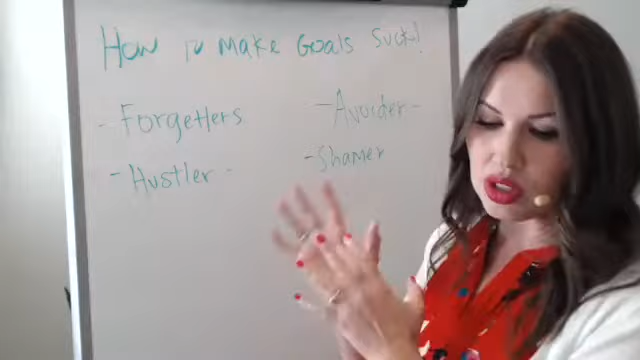 How to Make Goals Suck!
- Forgetters - Avoider -
- Hustler - - Shamer